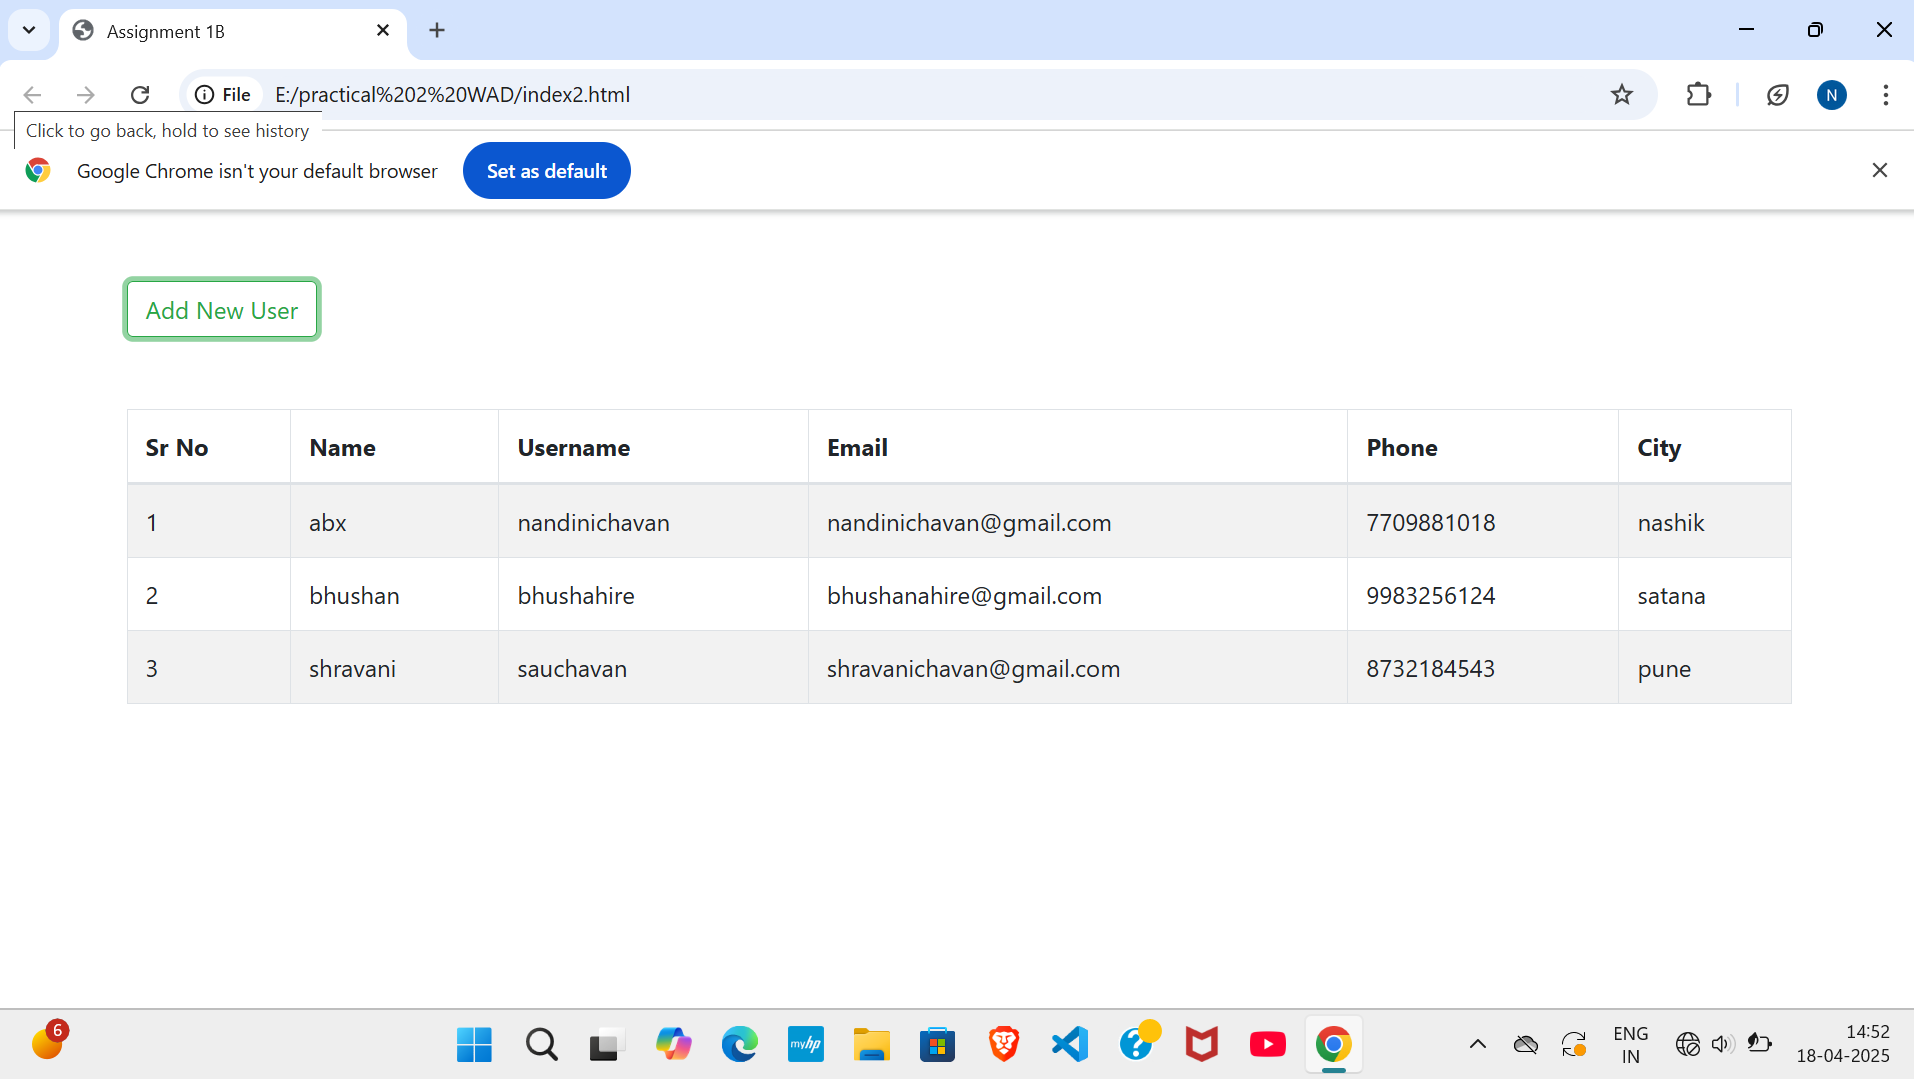 Assignment 1B
File E:/practical%202%20WAD/index2.html N
Click to go back, hold to see history
Google Chrome isn't your default browser Set as default
Add New User
Sr No Name Username Email Phone City
1 abx nandinichavan nandinichavan@gmail.com 7709881018 nashik
2 bhushan bhushahire bhushanahire@gmail.com 9983256124 satana
3 shravani sauchavan shravanichavan@gmail.com 8732184543 pune
6 myhp ENG 14:52
IN 18-04-2025